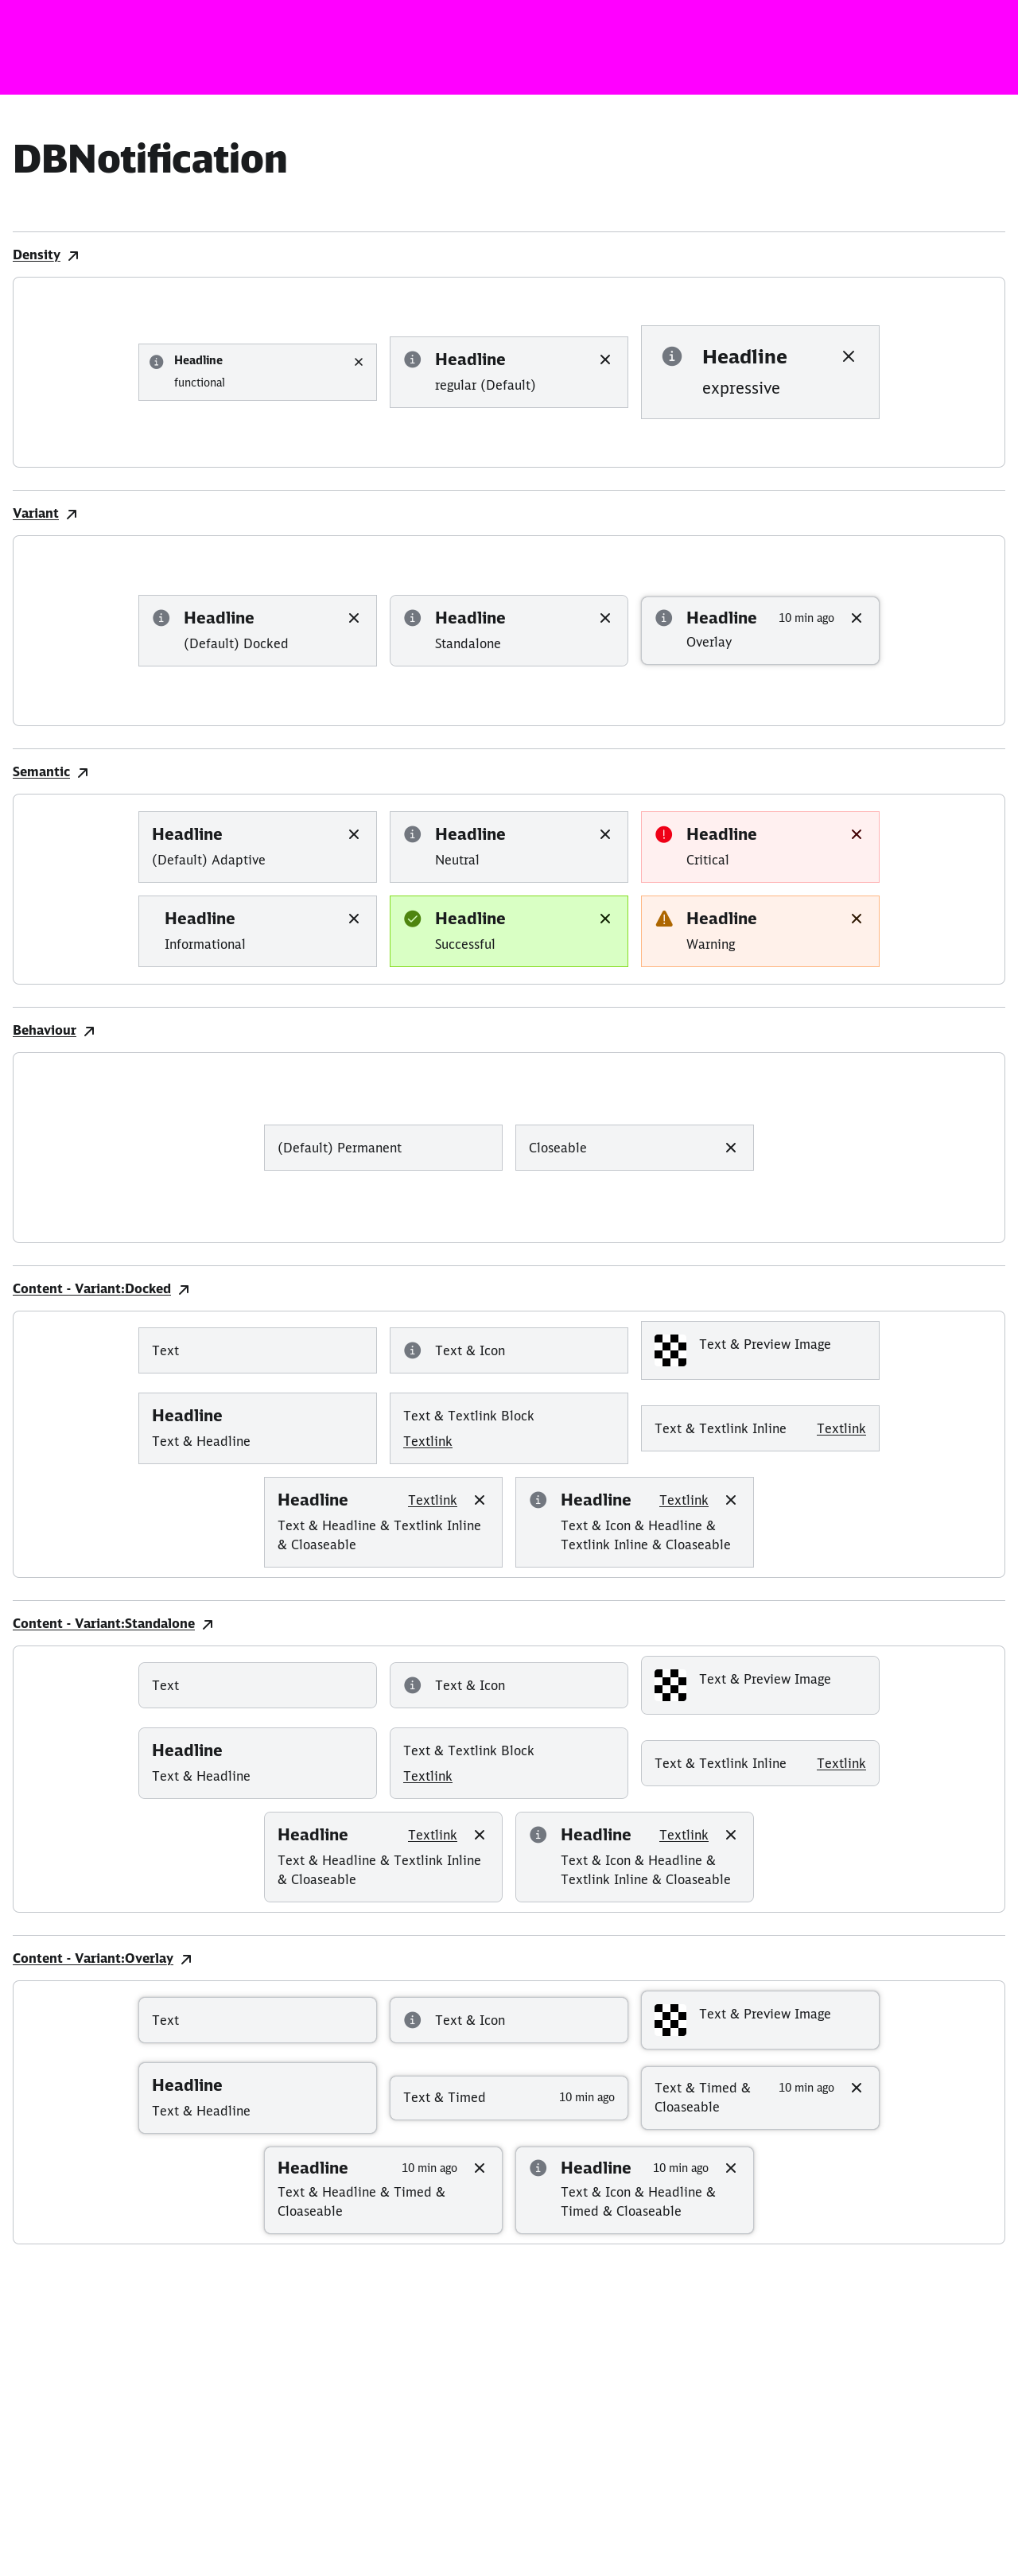 DBNotification
Density
Headline
functional
Headline
regular (Default)
Headline
expressive
Variant
Headline
(Default) Docked
Headline
Standalone
Headline 10 min ago
Overlay
Semantic
Headline
(Default) Adaptive
Headline
Neutral
Headline
Critical
Headline
Informational
Headline
Successful
Headline
Warning
Behaviour
(Default) Permanent
Closeable
Content - Variant:Docked
Text
Text & Icon
Text & Preview Image
Headline
Text & Headline
Text & Textlink Block
Textlink
Text & Textlink Inline Textlink
Headline Textlink
Text & Headline & Textlink Inline
& Cloaseable
Headline Textlink
Text & Icon & Headline &
Textlink Inline & Cloaseable
Content - Variant:Standalone
Text
Text & Icon
Text & Preview Image
Headline
Text & Headline
Text & Textlink Block
Textlink
Text & Textlink Inline Textlink
Headline Textlink
Text & Headline & Textlink Inline
& Cloaseable
Headline Textlink
Text & Icon & Headline &
Textlink Inline & Cloaseable
Content - Variant:Overlay
Text
Text & Icon
Text & Preview Image
Headline
Text & Headline
Text & Timed 10 min ago
Text & Timed & 10 min ago
Cloaseable
Headline 10 min ago
Text & Headline & Timed &
Cloaseable
Headline 10 min ago
Text & Icon & Headline &
Timed & Cloaseable